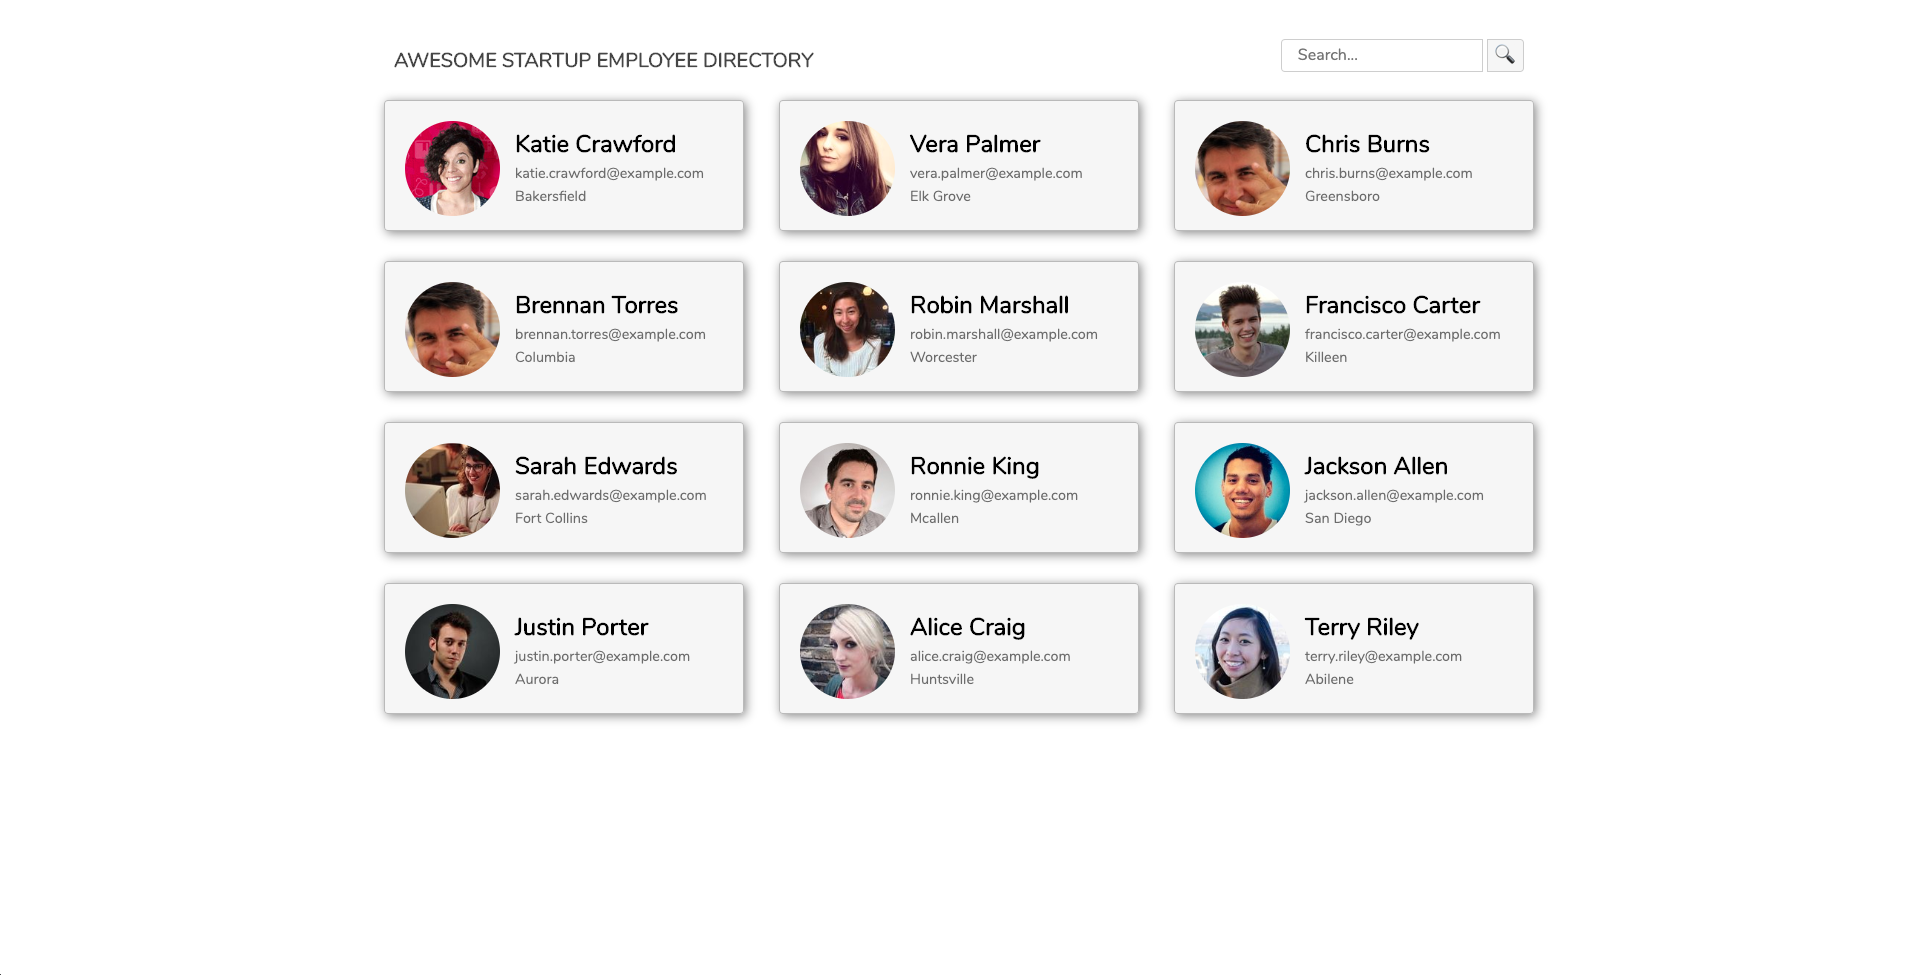 AWESOME STARTUP EMPLOYEE DIRECTORY
Search...
Katie Crawford
katie.crawford@example.com
Bakersfield
Vera Palmer
vera.palmer@example.com
Elk Grove
Chris Burns
chris.burns@example.com
Greensboro
Brennan Torres
brennan.torres@example.com
Columbia
Robin Marshall
robin.marshall@example.com
Worcester
Francisco Carter
francisco.carter@example.com
Killeen
Sarah Edwards
sarah.edwards@example.com
Fort Collins
Ronnie King
ronnie.king@example.com
Mcallen
Jackson Allen
jackson.allen@example.com
San Diego
Justin Porter
justin.porter@example.com
Aurora
Alice Craig
alice.craig@example.com
Huntsville
Terry Riley
terry.riley@example.com
Abilene